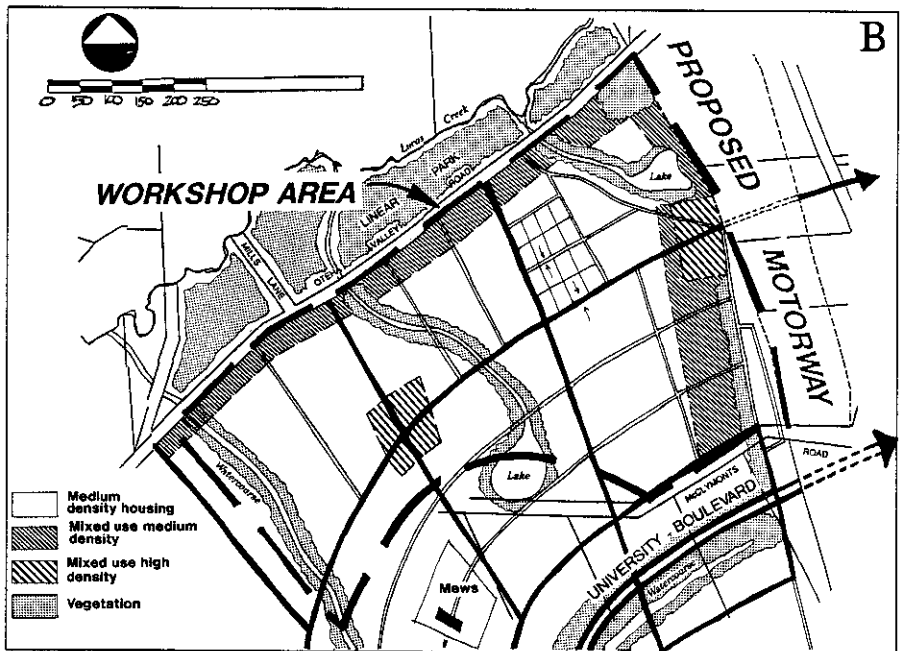 B
0 50 100 150 200 250
PROPOSED
MOTORWAY
Lucas Creek
LINEAR PARK
WORKSHOP AREA
OTEHA VALLEY ROAD
MILLS LANE
Lake
Watercourse
Lake
McCLYMONTS ROAD
UNIVERSITY BOULEVARD
Watercourse
Mews
Medium
density housing
Mixed use medium
density
Mixed use high
density
Vegetation